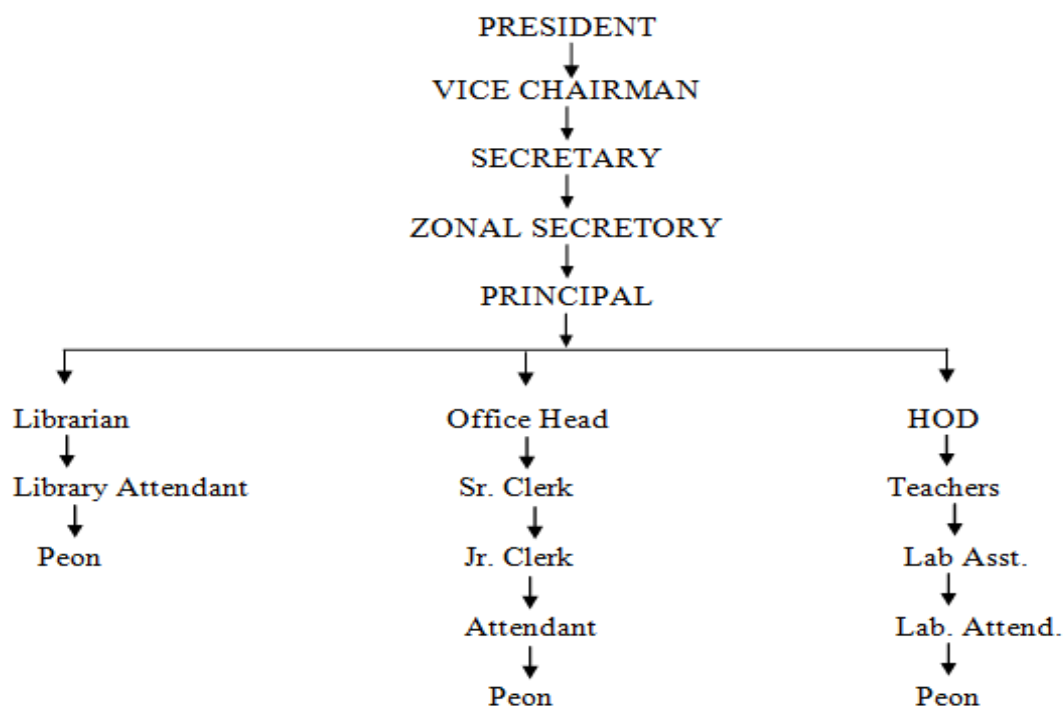 PRESIDENT
VICE CHAIRMAN
SECRETARY
ZONAL SECRETORY
PRINCIPAL
Librarian Office Head HOD
Library Attendant Sr. Clerk Teachers
Peon Jr. Clerk Lab Asst.
Attendant Lab. Attend.
Peon Peon